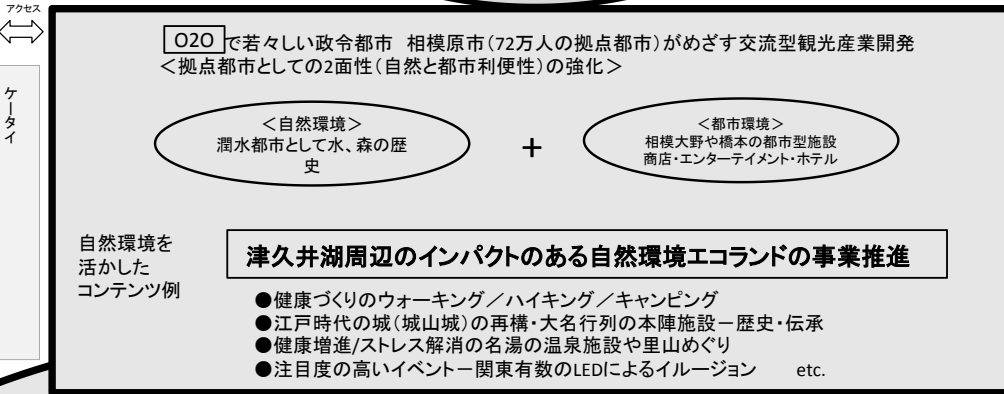 アクセス
ケータイ
O2O で若々しい政令都市　相模原市(72万人の拠点都市)がめざす交流型観光産業開発
＜拠点都市としての2面性(自然と都市利便性)の強化＞
＜自然環境＞
潤水都市として水、森の歴
史
+
＜都市環境＞
相模大野や橋本の都市型施設
商店・エンターテイメント・ホテル
自然環境を
活かした
コンテンツ例
津久井湖周辺のインパクトのある自然環境エコランドの事業推進
●健康づくりのウォーキング／ハイキング／キャンピング
●江戸時代の城(城山城)の再構・大名行列の本陣施設－歴史・伝承
●健康増進/ストレス解消の名湯の温泉施設や里山めぐり
●注目度の高いイベント－関東有数のLEDによるイルージョン　　etc.